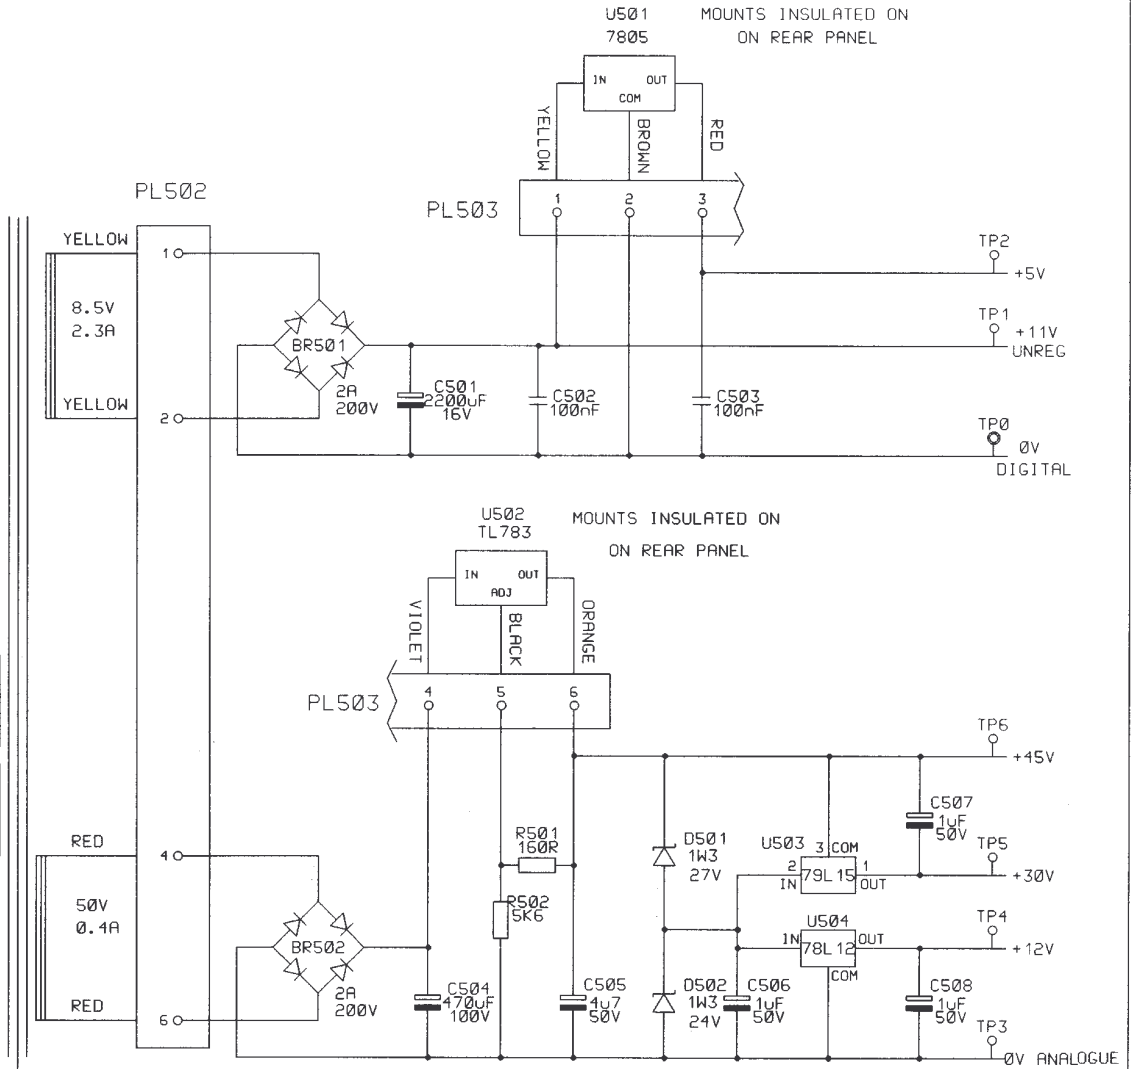 U501
7805
MOUNTS INSULATED ON
ON REAR PANEL
IN OUT
COM
YELLOW
BROWN
RED
PL502
PL503
1 2 3
YELLOW
8.5V
2.3A
YELLOW
1
2
BR501
2A
200V
C501
2200uF
16V
C502
100nF
C503
100nF
TP2
+5V
TP1
+11V
UNREG
TP0
0V
DIGITAL
U502
TL783
MOUNTS INSULATED ON
ON REAR PANEL
IN OUT
ADJ
VIOLET
BLACK
ORANGE
PL503
4 5 6
RED
50V
0.4A
RED
4
6
BR502
2A
200V
C504
470uF
100V
R501
160R
R502
5K6
C505
4u7
50V
D501
1W3
27V
D502
1W3
24V
U503
3 COM
2
IN
79L 15
1
OUT
U504
IN
78L 12
OUT
COM
C506
1uF
50V
C507
1uF
50V
C508
1uF
50V
TP6
+45V
TP5
+30V
TP4
+12V
TP3
0V ANALOGUE